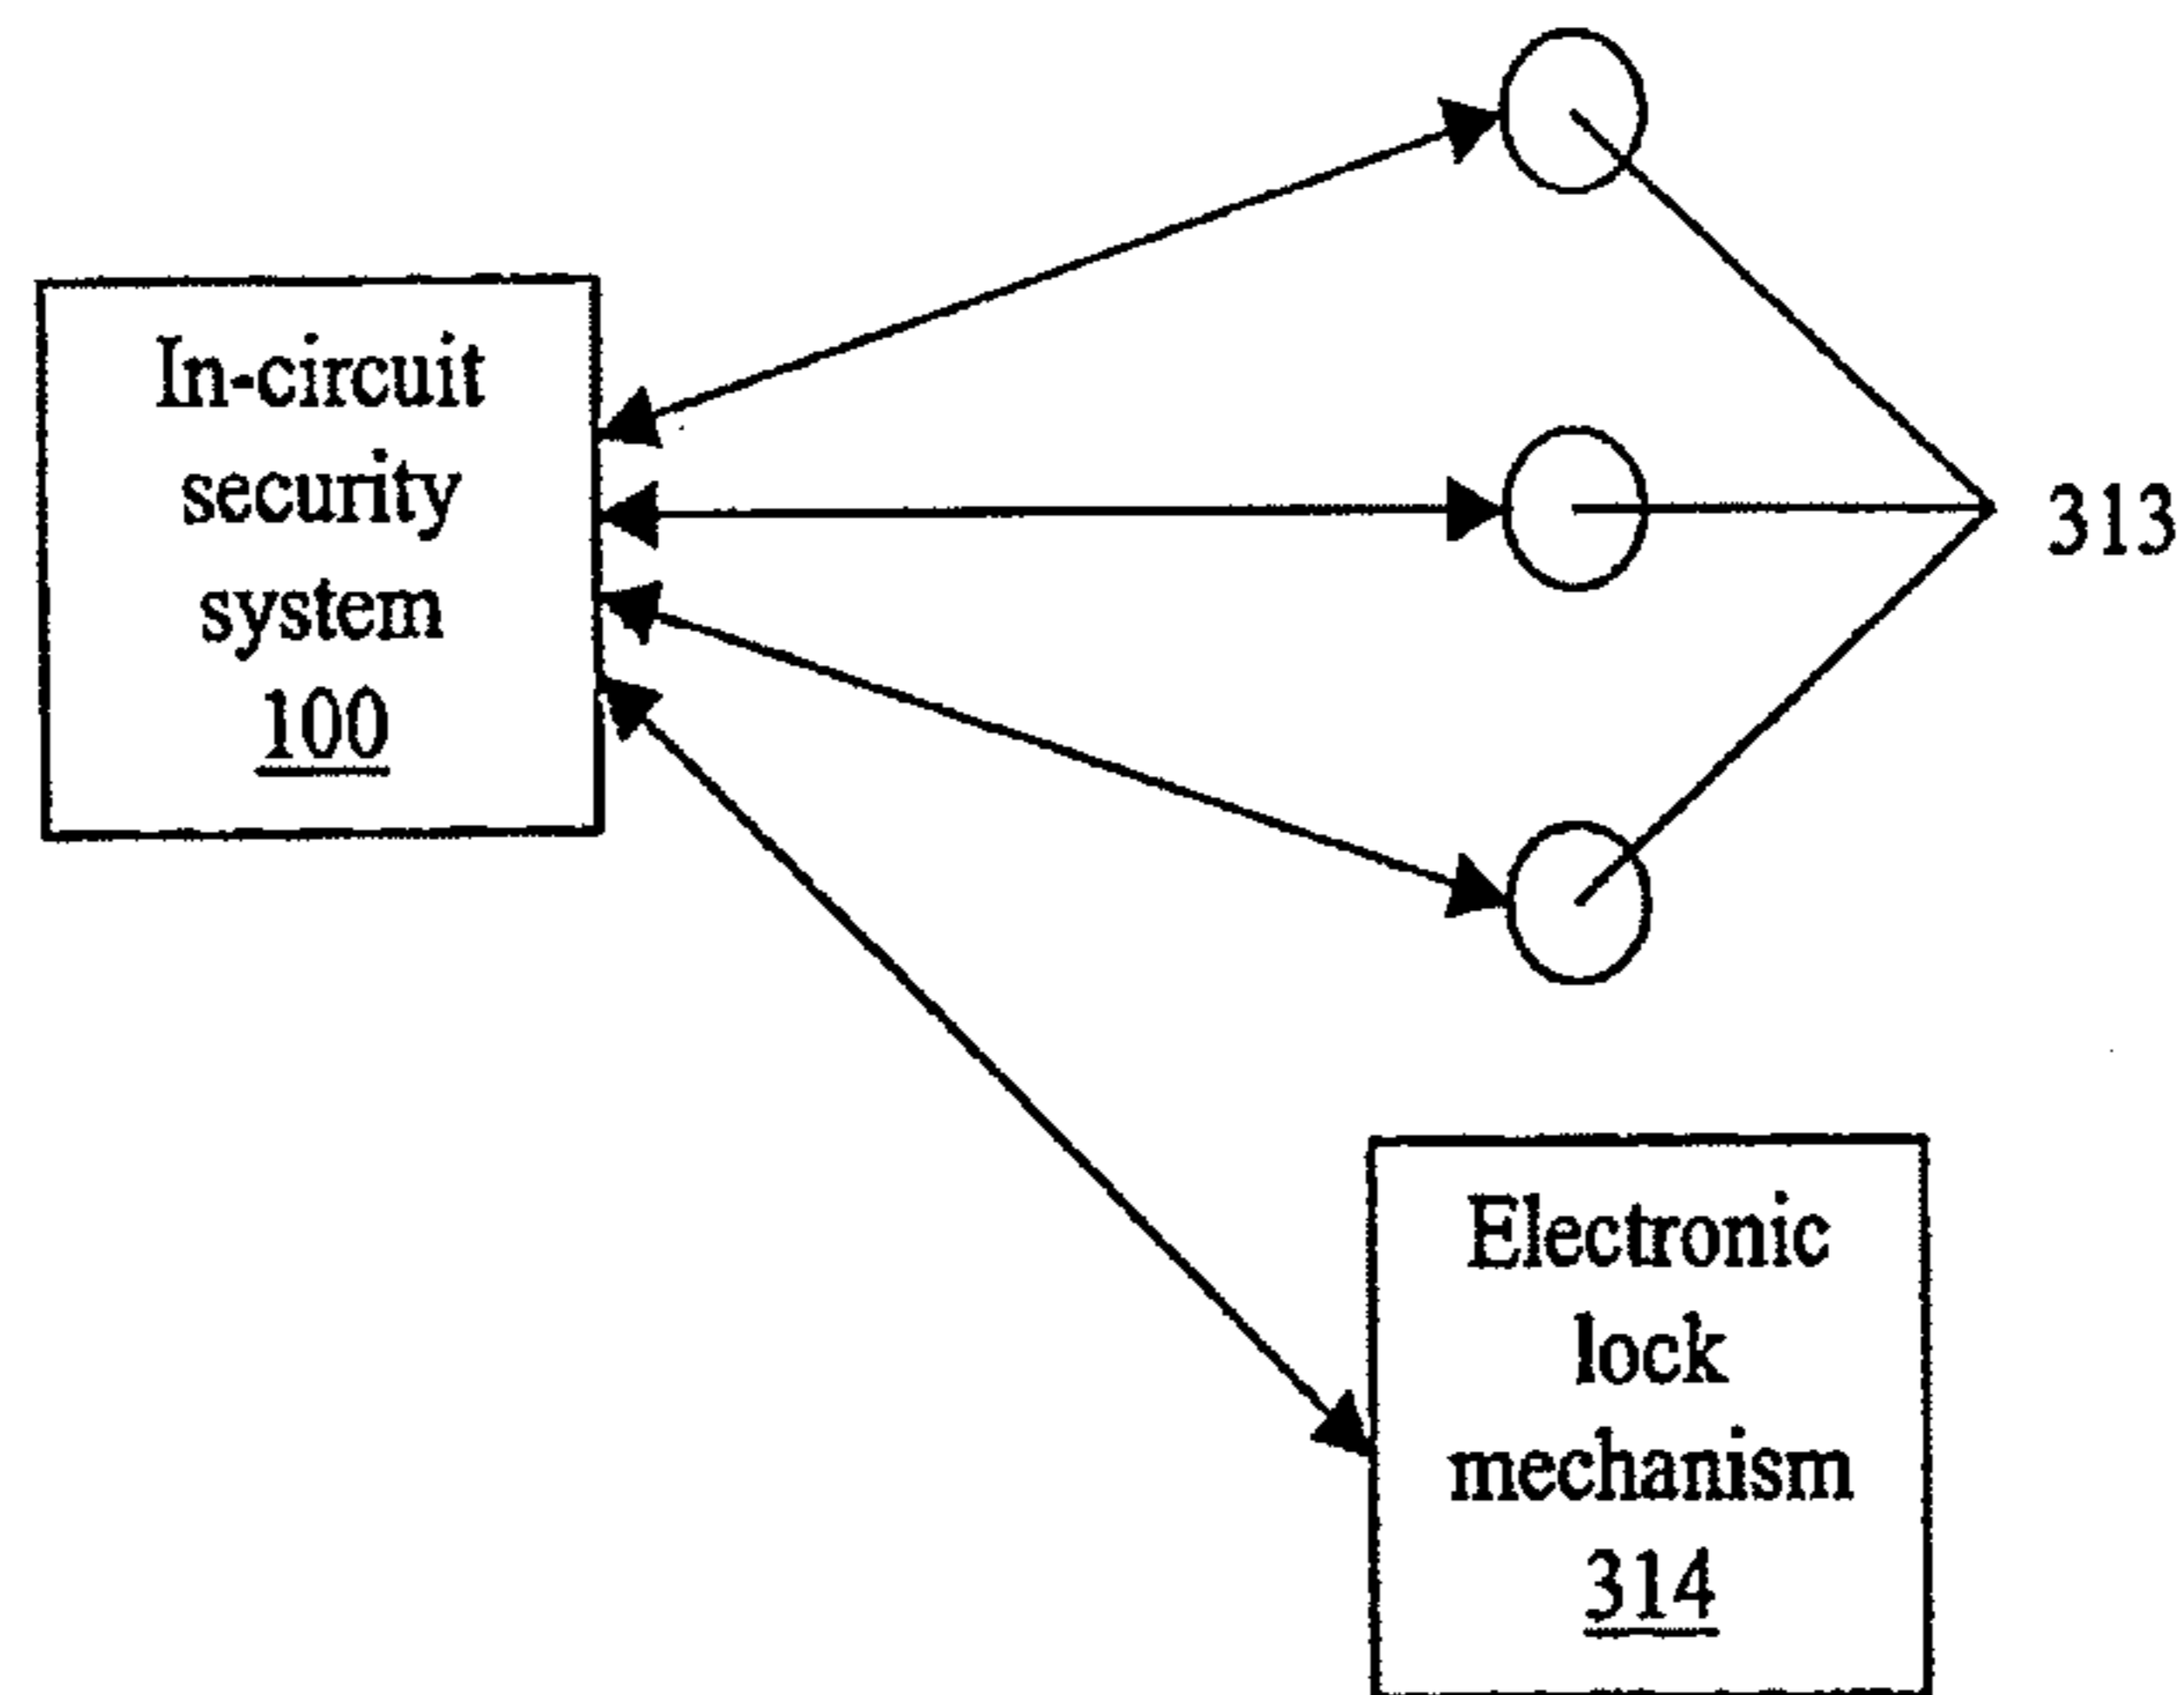 In-circuit
security
system
100
313
Electronic
lock
mechanism
314